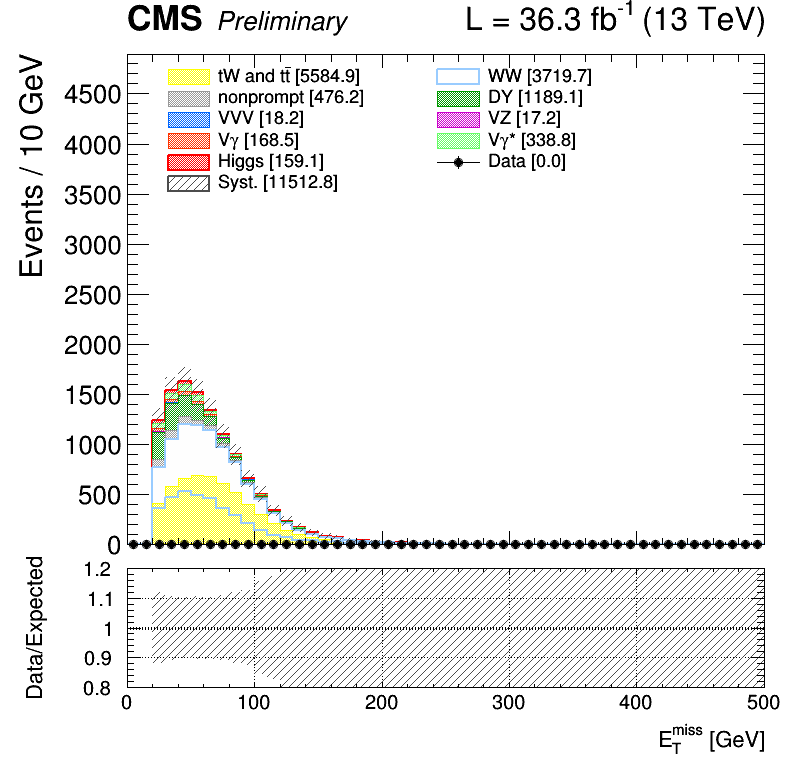 CMS Preliminary L = 36.3 fb⁻¹ (13 TeV)
Events / 10 GeV
tW and tt̄ [5584.9]
nonprompt [476.2]
VVV [18.2]
Vγ [168.5]
Higgs [159.1]
Syst. [11512.8]
WW [3719.7]
DY [1189.1]
VZ [17.2]
Vγ* [338.8]
Data [0.0]
4500
4000
3500
3000
2500
2000
1500
1000
500
0
Data/Expected
1.2
1.1
1
0.9
0.8
0 100 200 300 400 500
E_T^miss [GeV]